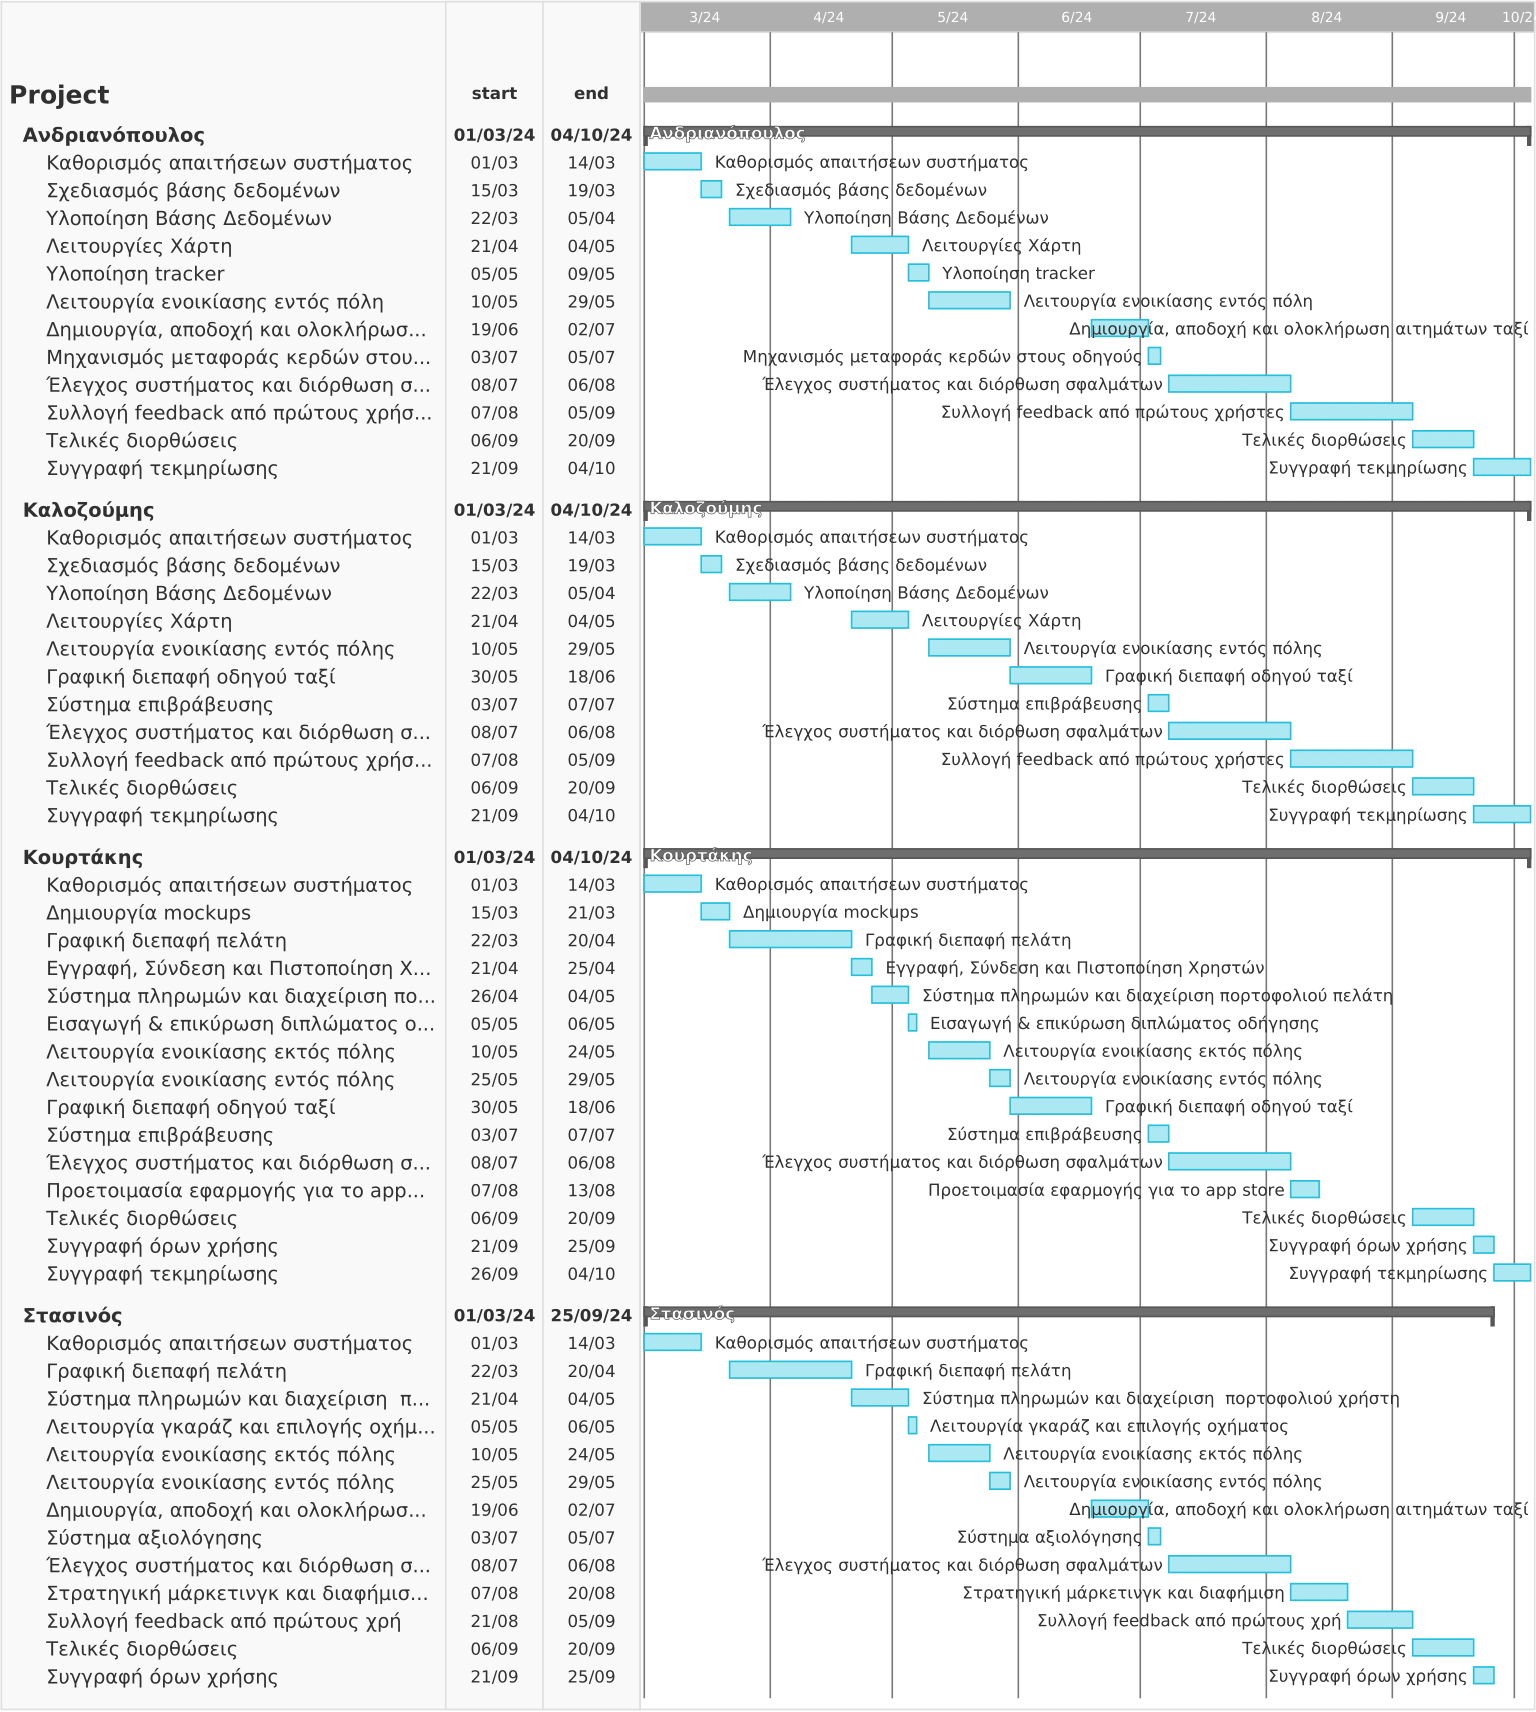 3/24 4/24 5/24 6/24 7/24 8/24 9/24 10/2
Project start end
Ανδριανόπουλος 01/03/24 04/10/24 Ανδριανόπουλος
Καθορισμός απαιτήσεων συστήματος 01/03 14/03 Καθορισμός απαιτήσεων συστήματος
Σχεδιασμός βάσης δεδομένων 15/03 19/03 Σχεδιασμός βάσης δεδομένων
Υλοποίηση Βάσης Δεδομένων 22/03 05/04 Υλοποίηση Βάσης Δεδομένων
Λειτουργίες Χάρτη 21/04 04/05 Λειτουργίες Χάρτη
Υλοποίηση tracker 05/05 09/05 Υλοποίηση tracker
Λειτουργία ενοικίασης εντός πόλη 10/05 29/05 Λειτουργία ενοικίασης εντός πόλη
Δημιουργία, αποδοχή και ολοκλήρωσ... 19/06 02/07 Δημιουργία, αποδοχή και ολοκλήρωση αιτημάτων ταξί
Μηχανισμός μεταφοράς κερδών στου... 03/07 05/07 Μηχανισμός μεταφοράς κερδών στους οδηγούς
Έλεγχος συστήματος και διόρθωση σ... 08/07 06/08 Έλεγχος συστήματος και διόρθωση σφαλμάτων
Συλλογή feedback από πρώτους χρήσ... 07/08 05/09 Συλλογή feedback από πρώτους χρήστες
Τελικές διορθώσεις 06/09 20/09 Τελικές διορθώσεις
Συγγραφή τεκμηρίωσης 21/09 04/10 Συγγραφή τεκμηρίωσης
Καλοζούμης 01/03/24 04/10/24 Καλοζούμης
Καθορισμός απαιτήσεων συστήματος 01/03 14/03 Καθορισμός απαιτήσεων συστήματος
Σχεδιασμός βάσης δεδομένων 15/03 19/03 Σχεδιασμός βάσης δεδομένων
Υλοποίηση Βάσης Δεδομένων 22/03 05/04 Υλοποίηση Βάσης Δεδομένων
Λειτουργίες Χάρτη 21/04 04/05 Λειτουργίες Χάρτη
Λειτουργία ενοικίασης εντός πόλης 10/05 29/05 Λειτουργία ενοικίασης εντός πόλης
Γραφική διεπαφή οδηγού ταξί 30/05 18/06 Γραφική διεπαφή οδηγού ταξί
Σύστημα επιβράβευσης 03/07 07/07 Σύστημα επιβράβευσης
Έλεγχος συστήματος και διόρθωση σ... 08/07 06/08 Έλεγχος συστήματος και διόρθωση σφαλμάτων
Συλλογή feedback από πρώτους χρήσ... 07/08 05/09 Συλλογή feedback από πρώτους χρήστες
Τελικές διορθώσεις 06/09 20/09 Τελικές διορθώσεις
Συγγραφή τεκμηρίωσης 21/09 04/10 Συγγραφή τεκμηρίωσης
Κουρτάκης 01/03/24 04/10/24 Κουρτάκης
Καθορισμός απαιτήσεων συστήματος 01/03 14/03 Καθορισμός απαιτήσεων συστήματος
Δημιουργία mockups 15/03 21/03 Δημιουργία mockups
Γραφική διεπαφή πελάτη 22/03 20/04 Γραφική διεπαφή πελάτη
Εγγραφή, Σύνδεση και Πιστοποίηση Χ... 21/04 25/04 Εγγραφή, Σύνδεση και Πιστοποίηση Χρηστών
Σύστημα πληρωμών και διαχείριση πο... 26/04 04/05 Σύστημα πληρωμών και διαχείριση πορτοφολιού πελάτη
Εισαγωγή & επικύρωση διπλώματος ο... 05/05 06/05 Εισαγωγή & επικύρωση διπλώματος οδήγησης
Λειτουργία ενοικίασης εκτός πόλης 10/05 24/05 Λειτουργία ενοικίασης εκτός πόλης
Λειτουργία ενοικίασης εντός πόλης 25/05 29/05 Λειτουργία ενοικίασης εντός πόλης
Γραφική διεπαφή οδηγού ταξί 30/05 18/06 Γραφική διεπαφή οδηγού ταξί
Σύστημα επιβράβευσης 03/07 07/07 Σύστημα επιβράβευσης
Έλεγχος συστήματος και διόρθωση σ... 08/07 06/08 Έλεγχος συστήματος και διόρθωση σφαλμάτων
Προετοιμασία εφαρμογής για το app... 07/08 13/08 Προετοιμασία εφαρμογής για το app store
Τελικές διορθώσεις 06/09 20/09 Τελικές διορθώσεις
Συγγραφή όρων χρήσης 21/09 25/09 Συγγραφή όρων χρήσης
Συγγραφή τεκμηρίωσης 26/09 04/10 Συγγραφή τεκμηρίωσης
Στασινός 01/03/24 25/09/24 Στασινός
Καθορισμός απαιτήσεων συστήματος 01/03 14/03 Καθορισμός απαιτήσεων συστήματος
Γραφική διεπαφή πελάτη 22/03 20/04 Γραφική διεπαφή πελάτη
Σύστημα πληρωμών και διαχείριση  π... 21/04 04/05 Σύστημα πληρωμών και διαχείριση  πορτοφολιού χρήστη
Λειτουργία γκαράζ και επιλογής οχήμ... 05/05 06/05 Λειτουργία γκαράζ και επιλογής οχήματος
Λειτουργία ενοικίασης εκτός πόλης 10/05 24/05 Λειτουργία ενοικίασης εκτός πόλης
Λειτουργία ενοικίασης εντός πόλης 25/05 29/05 Λειτουργία ενοικίασης εντός πόλης
Δημιουργία, αποδοχή και ολοκλήρωσ... 19/06 02/07 Δημιουργία, αποδοχή και ολοκλήρωση αιτημάτων ταξί
Σύστημα αξιολόγησης 03/07 05/07 Σύστημα αξιολόγησης
Έλεγχος συστήματος και διόρθωση σ... 08/07 06/08 Έλεγχος συστήματος και διόρθωση σφαλμάτων
Στρατηγική μάρκετινγκ και διαφήμισ... 07/08 20/08 Στρατηγική μάρκετινγκ και διαφήμιση
Συλλογή feedback από πρώτους χρή 21/08 05/09 Συλλογή feedback από πρώτους χρή
Τελικές διορθώσεις 06/09 20/09 Τελικές διορθώσεις
Συγγραφή όρων χρήσης 21/09 25/09 Συγγραφή όρων χρήσης